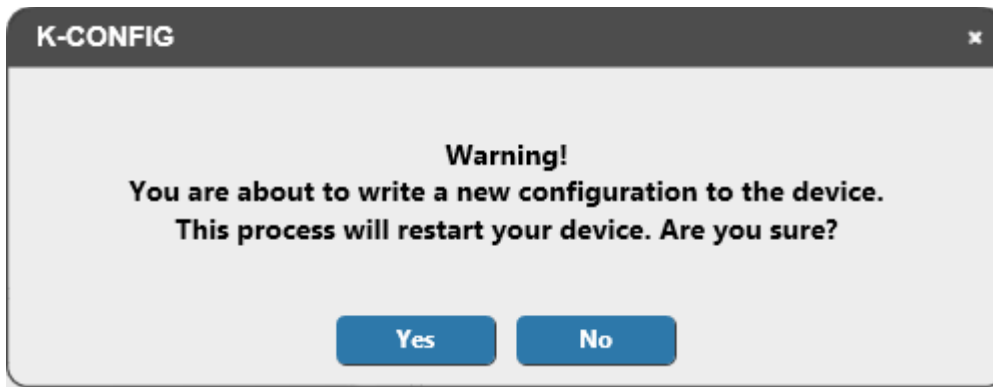 K-CONFIG
Warning!
You are about to write a new configuration to the device.
This process will restart your device. Are you sure?
Yes No